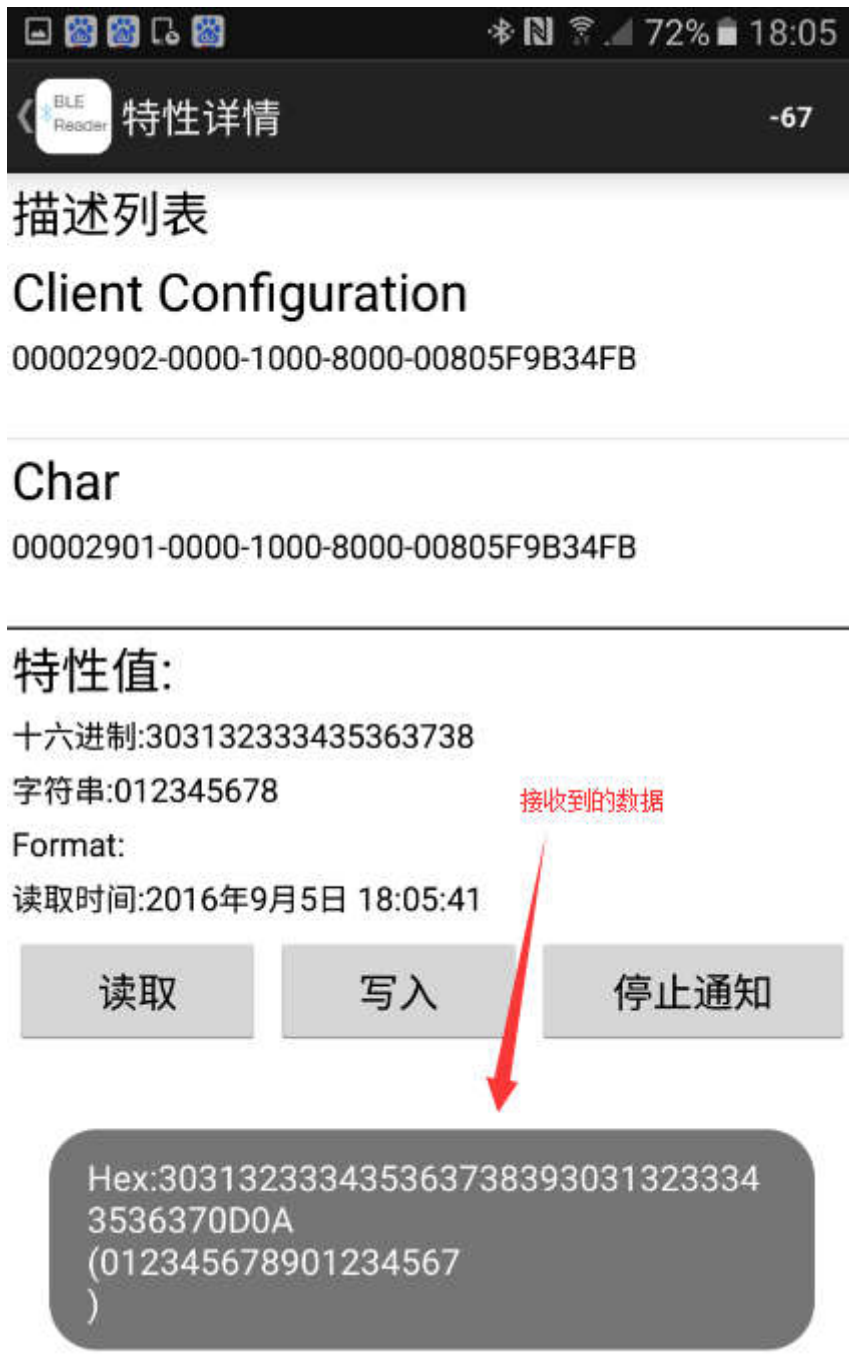 72% 18:05
BLE
Reader
特性详情
-67
描述列表
Client Configuration
00002902-0000-1000-8000-00805F9B34FB
Char
00002901-0000-1000-8000-00805F9B34FB
特性值:
十六进制:303132333435363738
字符串:012345678
接收到的数据
Format:
读取时间:2016年9月5日 18:05:41
读取
写入
停止通知
Hex:303132333435363738393031323334
3536370D0A
(012345678901234567
)